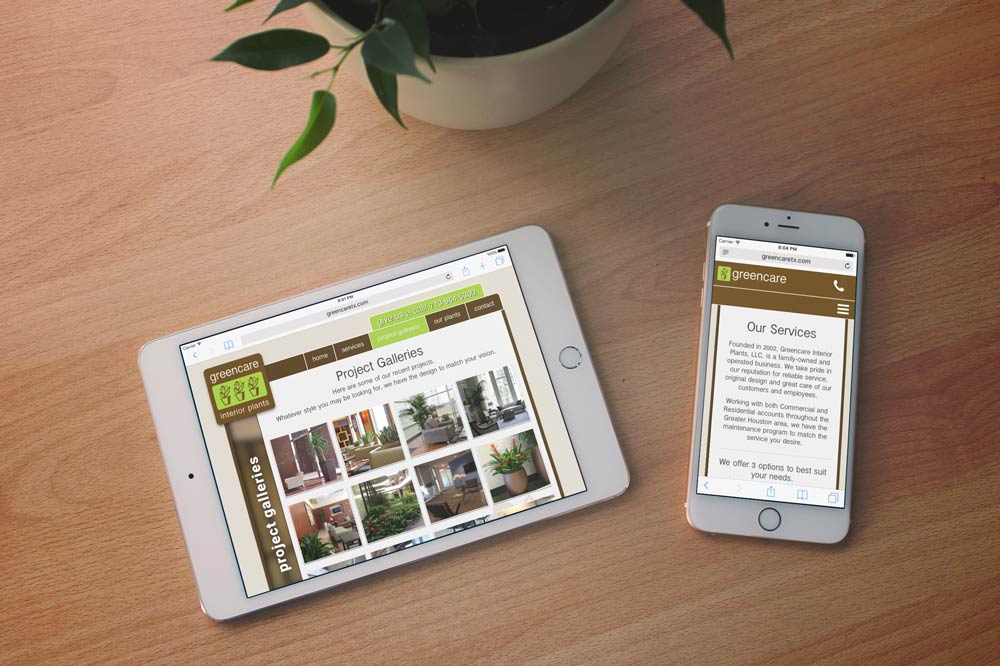 Carrier
8:01 PM
100%
greencaretx.com
give us a call
greencare
interior plants
home
services
project galleries
our plants
contact
Project Galleries
Here are some of our recent projects.
Whatever style you may be looking for, we have the design to match your vision.
project galleries
Carrier
8:04 PM
greencaretx.com
greencare
Our Services
Founded in 2002, Greencare Interior
Plants, LLC, is a family-owned and
operated business. We take pride in
our reputation for reliable service,
original design and great care of our
customers and employees.
Working with both Commercial and
Residential accounts throughout the
Greater Houston area, we have the
maintenance program to match the
service you desire.
We offer 3 options to best suit
your needs.